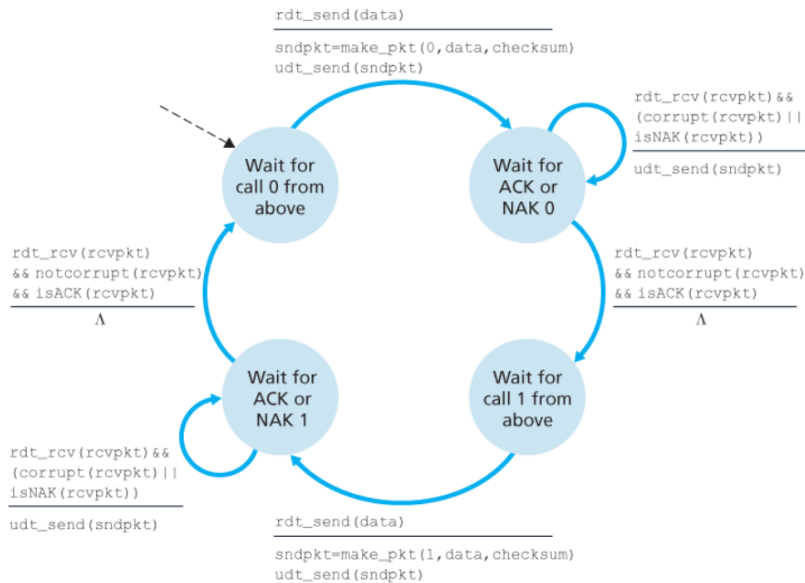 rdt_send(data)
sndpkt=make_pkt(0,data,checksum)
udt_send(sndpkt)
rdt_rcv(rcvpkt)&&
(corrupt(rcvpkt)||
isNAK(rcvpkt))
udt_send(sndpkt)
Wait for
call 0 from
above
Wait for
ACK or
NAK 0
rdt_rcv(rcvpkt)
&& notcorrupt(rcvpkt)
&& isACK(rcvpkt)
Λ
rdt_rcv(rcvpkt)
&& notcorrupt(rcvpkt)
&& isACK(rcvpkt)
Λ
Wait for
ACK or
NAK 1
Wait for
call 1 from
above
rdt_rcv(rcvpkt)&&
(corrupt(rcvpkt)||
isNAK(rcvpkt))
udt_send(sndpkt)
rdt_send(data)
sndpkt=make_pkt(1,data,checksum)
udt_send(sndpkt)